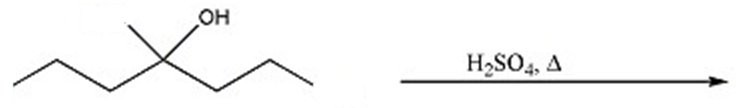 OH
H₂SO₄, Δ